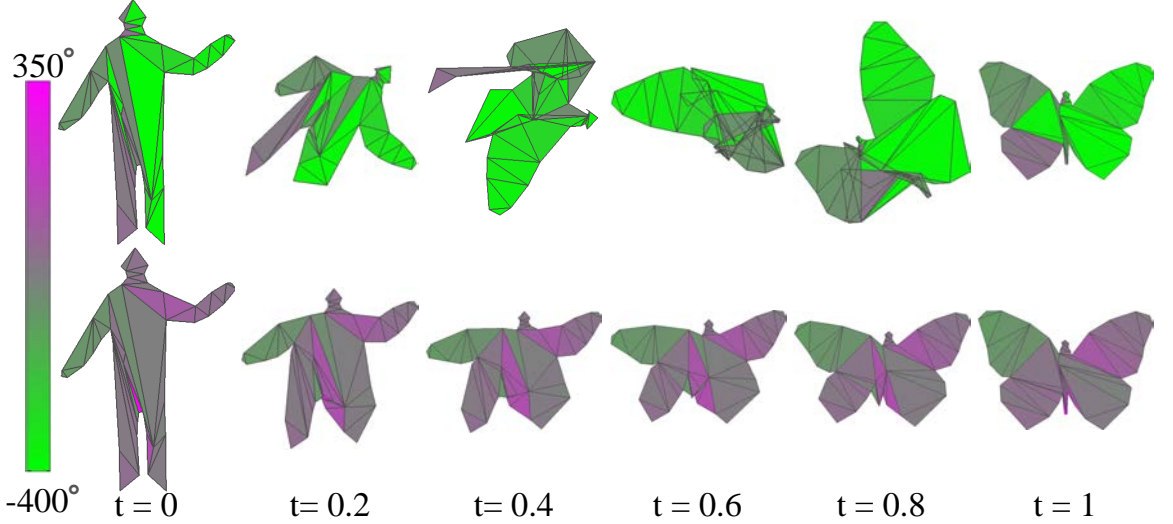 350°
-400°
t = 0
t= 0.2
t= 0.4
t = 0.6
t = 0.8
t = 1